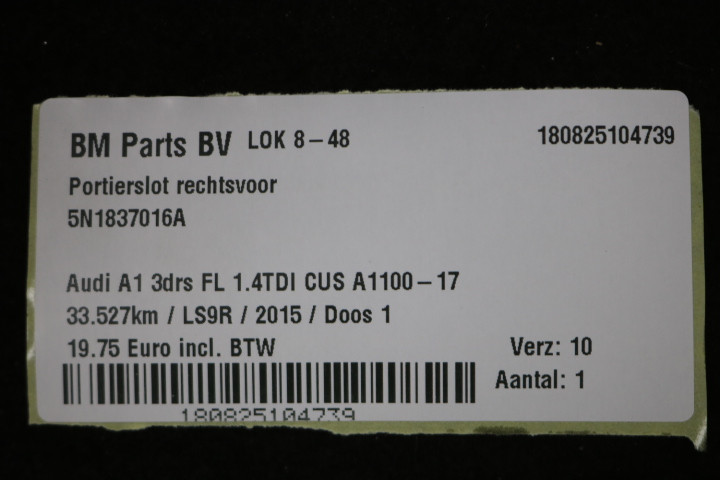 BM Parts BV LOK 8-48 180825104739
Portierslot rechtsvoor
5N1837016A
Audi A1 3drs FL 1.4TDI CUS A1100-17
33.527km / LS9R / 2015 / Doos 1
19.75 Euro incl. BTW Verz: 10
Aantal: 1
180825104739